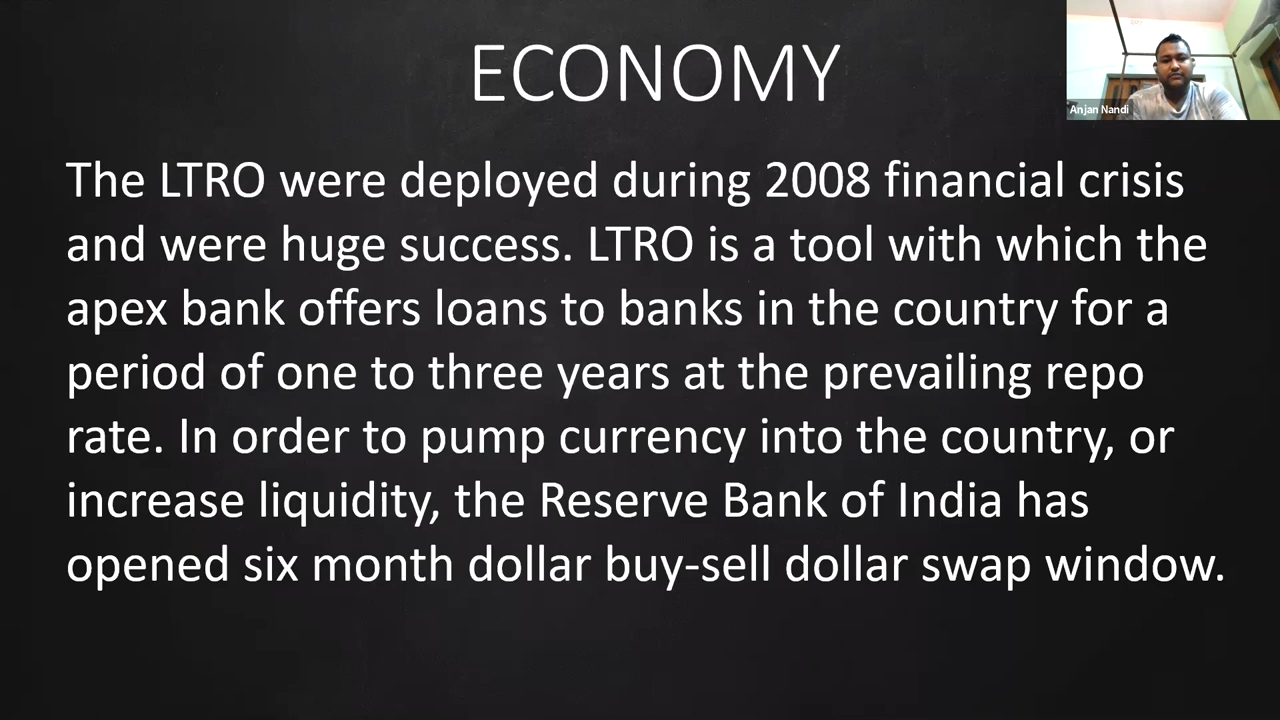 ECONOMY
Anjan Nandi
The LTRO were deployed during 2008 financial crisis
and were huge success. LTRO is a tool with which the
apex bank offers loans to banks in the country for a
period of one to three years at the prevailing repo
rate. In order to pump currency into the country, or
increase liquidity, the Reserve Bank of India has
opened six month dollar buy-sell dollar swap window.